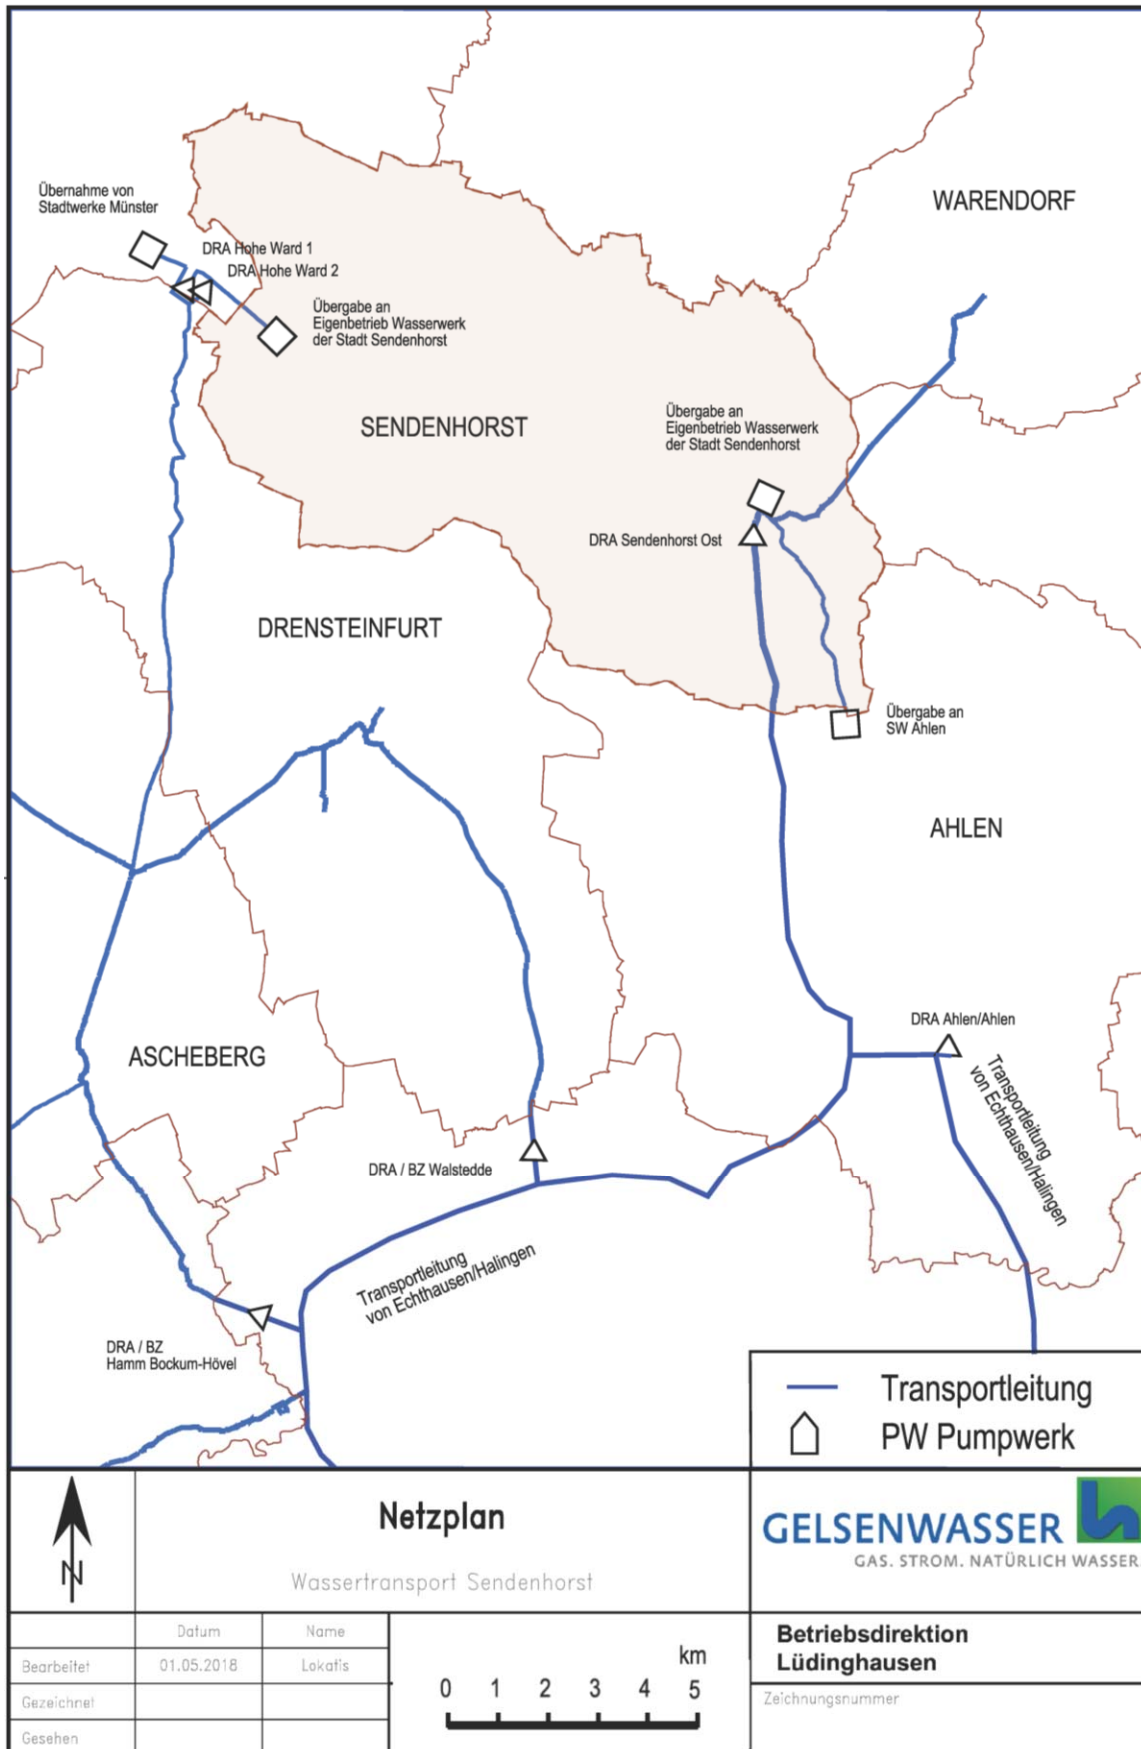 WARENDORF
Übernahme von
Stadtwerke Münster
DRA Hohe Ward 1
DRA Hohe Ward 2
Übergabe an
Eigenbetrieb Wasserwerk
der Stadt Sendenhorst
SENDENHORST
Übergabe an
Eigenbetrieb Wasserwerk
der Stadt Sendenhorst
DRA Sendenhorst Ost
DRENSTEINFURT
Übergabe an
SW Ahlen
AHLEN
DRA Ahlen/Ahlen
ASCHEBERG
Transportleitung
von Echthausen/Halingen
DRA / BZ Walstedde
Transportleitung
von Echthausen/Halingen
DRA / BZ
Hamm Bockum-Hövel
Transportleitung
PW Pumpwerk
N
Netzplan
Wassertransport Sendenhorst
GELSENWASSER
GAS. STROM. NATÜRLICH WASSER.
Datum Name
Bearbeitet 01.05.2018 Lokatis
Gezeichnet
Gesehen
km
0 1 2 3 4 5
Betriebsdirektion
Lüdinghausen
Zeichnungsnummer